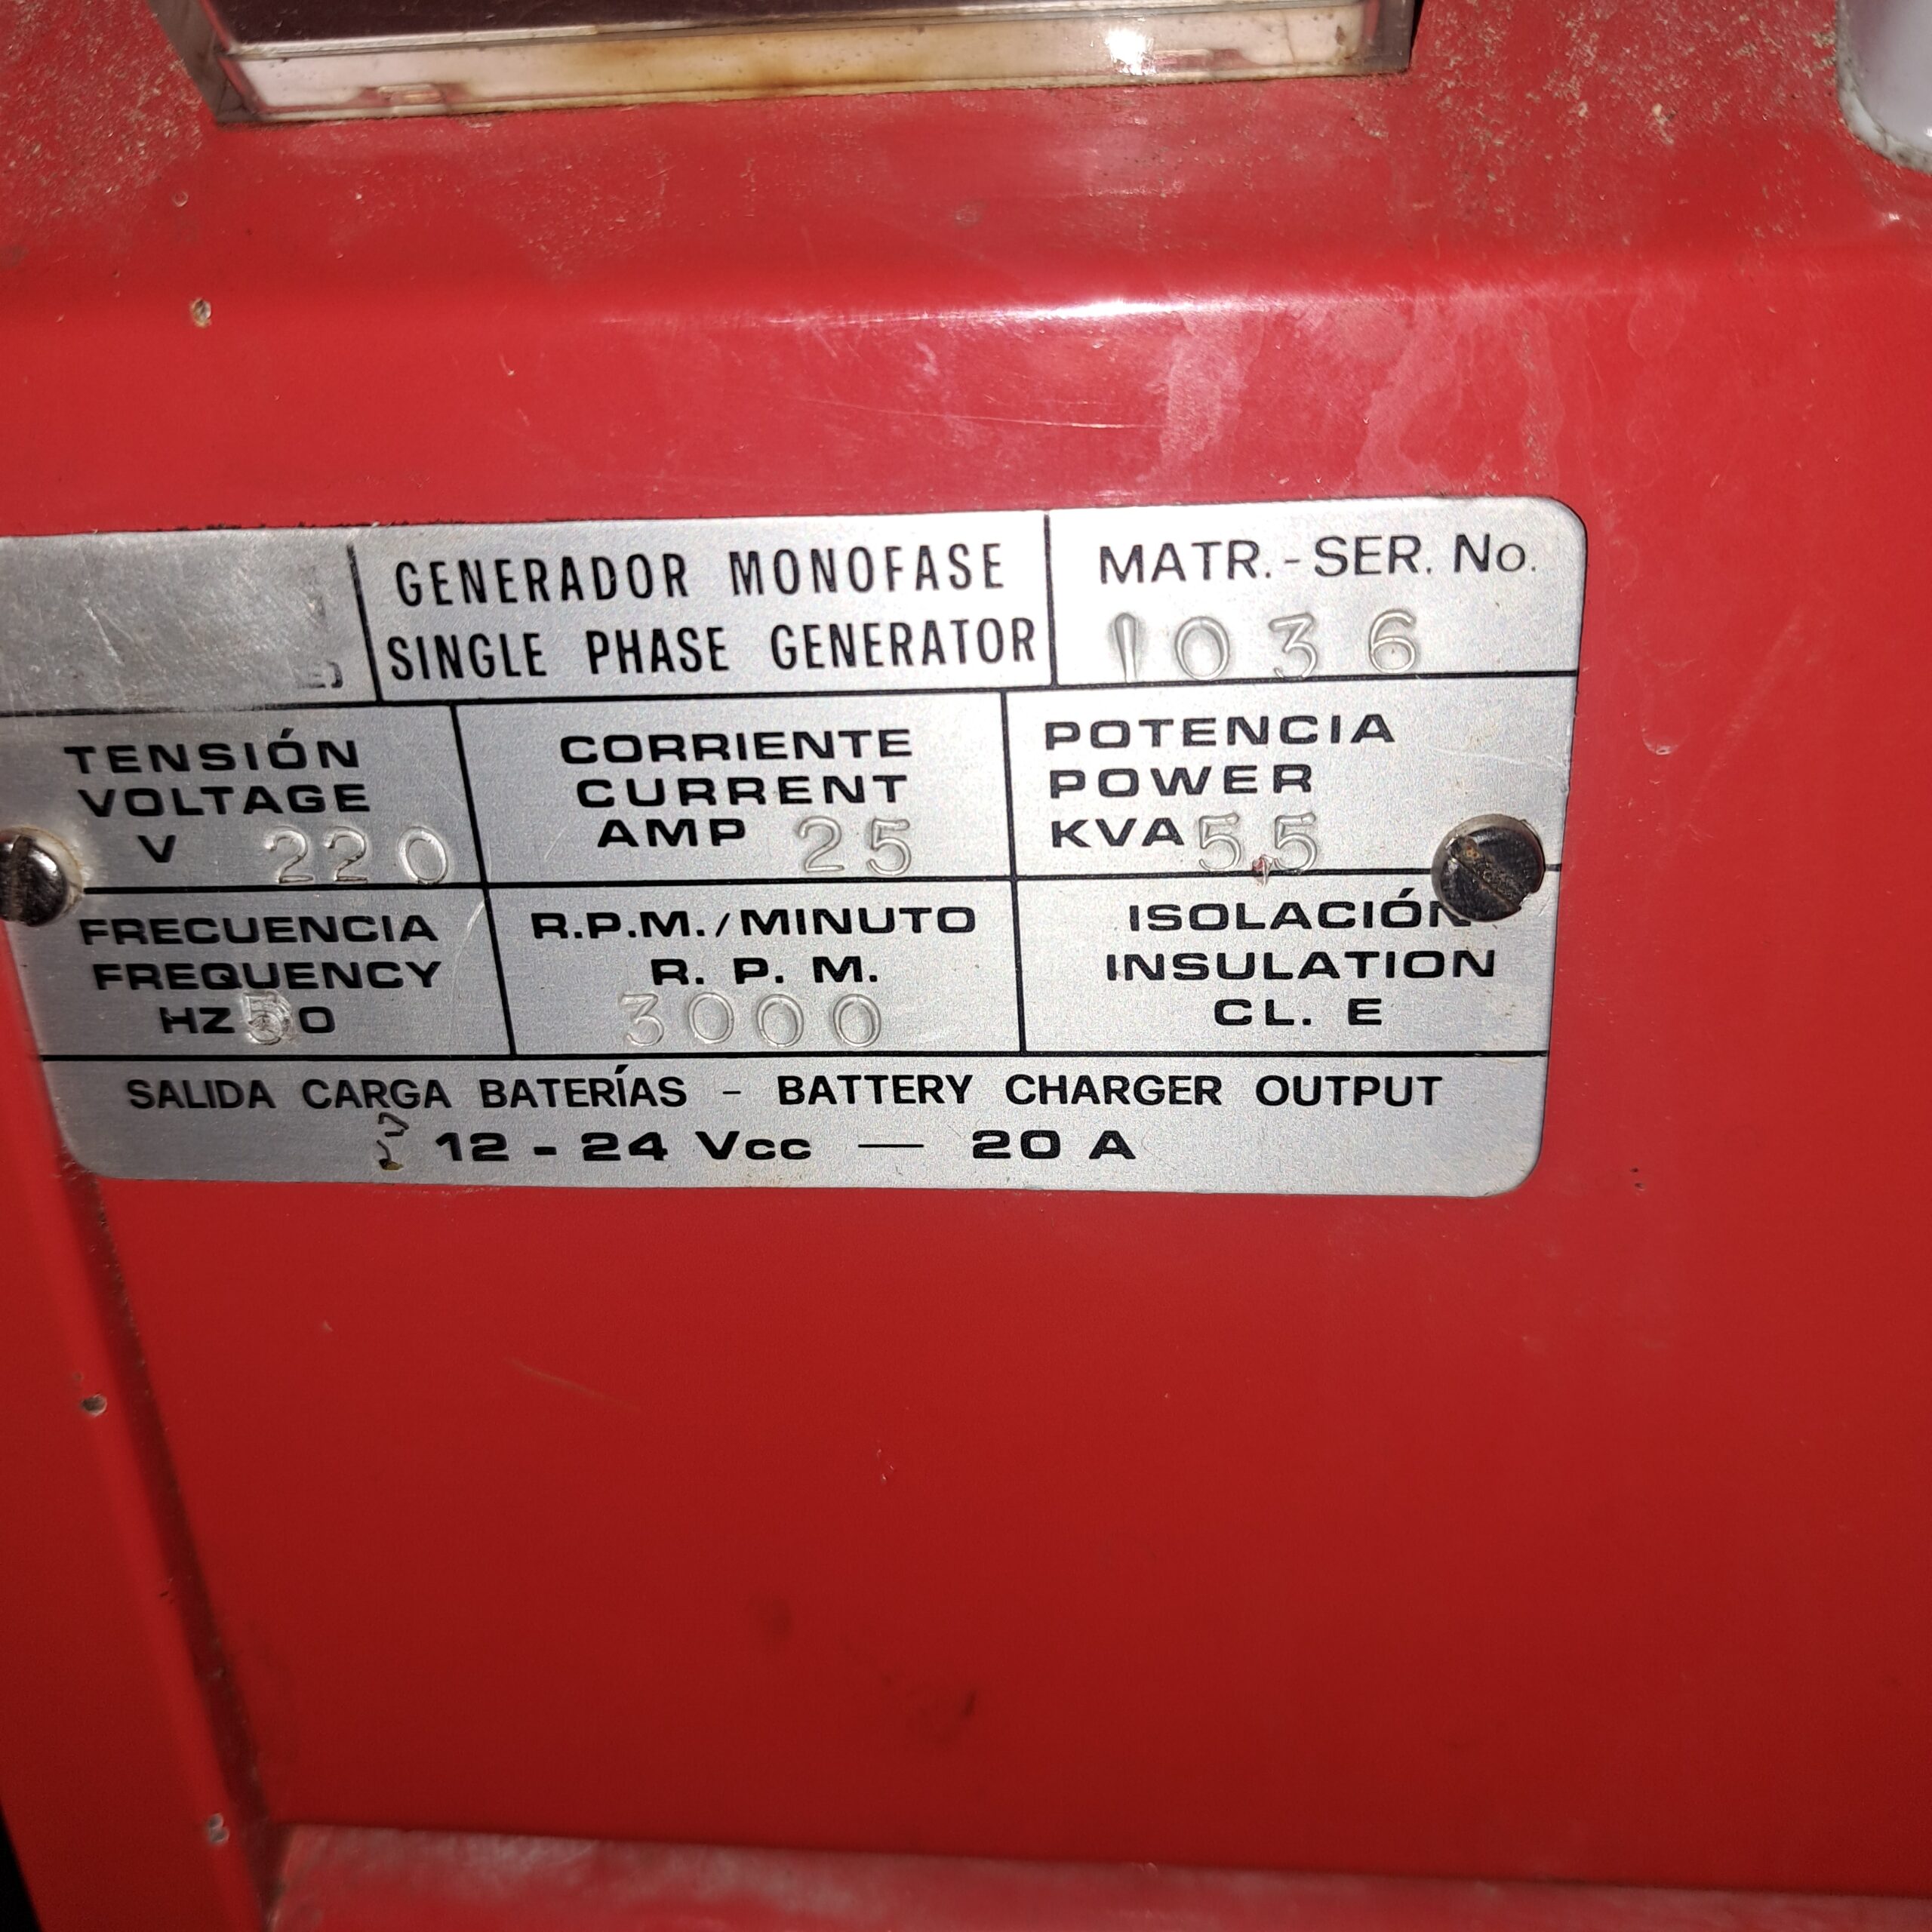 GENERADOR MONOFASE
SINGLE PHASE GENERATOR
MATR.-SER. No.
1036
TENSIÓN
VOLTAGE
V 220
CORRIENTE
CURRENT
AMP 25
POTENCIA
POWER
KVA 5.5
FRECUENCIA
FREQUENCY
HZ 50
R.P.M./MINUTO
R. P. M.
3000
ISOLACIÓN
INSULATION
CL. E
SALIDA CARGA BATERÍAS - BATTERY CHARGER OUTPUT
12 - 24 Vcc — 20 A